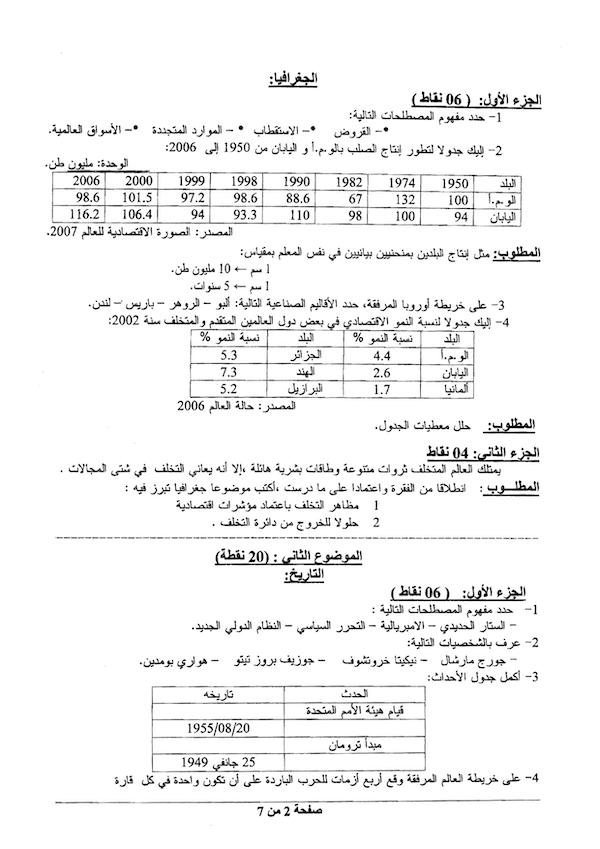 الجغرافيا:
الجزء الأول: ( 06 نقاط )
1- حدد مفهوم المصطلحات التالية:
•- القروض •- الاستقطاب •- الموارد المتجددة •- الأسواق العالمية.
2- إليك جدولا لتطور إنتاج الصلب بالو.م.أ و اليابان من 1950 إلى 2006:
الوحدة: مليون طن.
البلد 1950 1974 1982 1990 1998 1999 2000 2006
الو.م.أ 100 132 67 88.6 98.6 97.2 101.5 98.6
اليابان 94 100 98 110 93.3 94 106.4 116.2
المصدر: الصورة الاقتصادية للعالم 2007.
المطلوب: مثل إنتاج البلدين بمنحنيين بيانيين في نفس المعلم بمقياس:
1 سم ← 10 مليون طن.
1 سم ← 5 سنوات.
3- على خريطة أوروبا المرفقة، حدد الأقاليم الصناعية التالية: ألبو – الروهر – باريس – لندن.
4- إليك جدولا لنسبة النمو الاقتصادي في بعض دول العالمين المتقدم والمتخلف سنة 2002:
البلد نسبة النمو % البلد نسبة النمو %
الو.م.أ 4.4 الجزائر 5.3
اليابان 2.6 الهند 7.3
ألمانيا 1.7 البرازيل 5.2
المصدر: حالة العالم 2006
المطلوب: حلل معطيات الجدول.
الجزء الثاني: 04 نقاط
يمتلك العالم المتخلف ثروات متنوعة وطاقات بشرية هائلة ،إلا أنه يعاني التخلف في شتى المجالات .
المطلـــوب : انطلاقا من الفقرة واعتمادا على ما درست ،أكتب موضوعا جغرافيا تبرز فيه :
1 مظاهر التخلف باعتماد مؤشرات اقتصادية
2 حلولا للخروج من دائرة التخلف .
الموضوع الثاني : (20 نقطة)
التاريخ:
الجزء الأول: ( 06 نقاط )
1- حدد مفهوم المصطلحات التالية :
– الستار الحديدي – الامبريالية – التحرر السياسي – النظام الدولي الجديد.
2- عرف بالشخصيات التالية:
– جورج مارشال – نيكيتا خروتشوف – جوزيف بروز تيتو – هواري بومدين.
3- أكمل جدول الأحداث:
الحدث تاريخه
قيام هيئة الأمم المتحدة
1955/08/20
مبدأ ترومان
25 جانفي 1949
4- على خريطة العالم المرفقة وقع أربع أزمات للحرب الباردة على أن تكون واحدة في كل قارة
صفحة 2 من 7